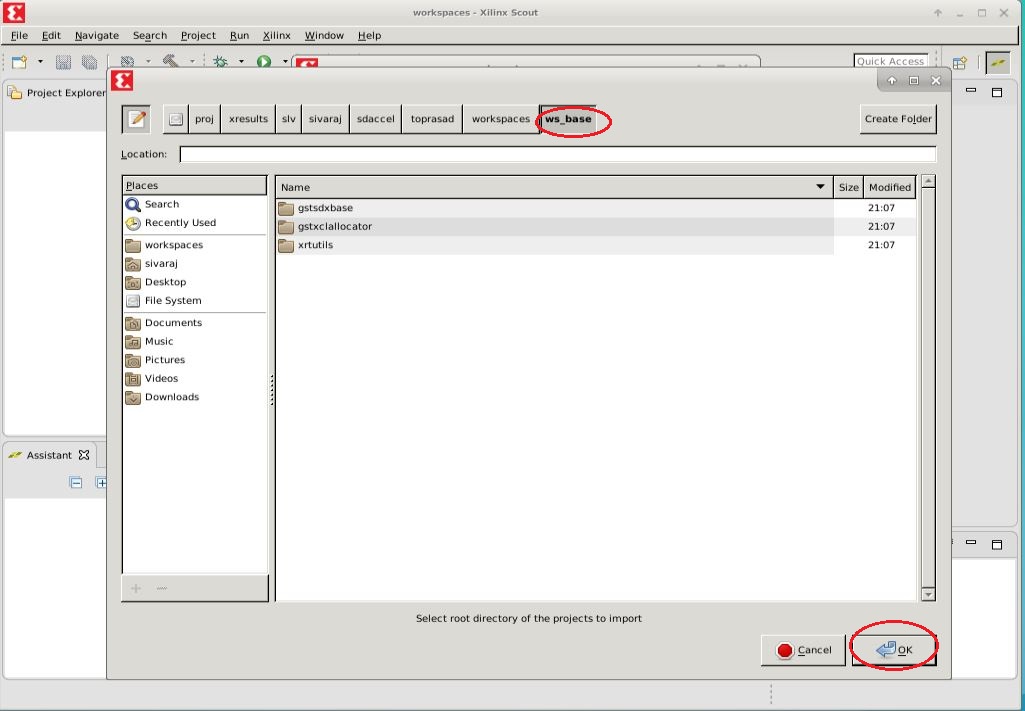 workspaces - Xilinx Scout
File Edit Navigate Search Project Run Xilinx Window Help
Quick Access
Project Explorer
proj xresults slv sivaraj sdaccel toprasad workspaces ws_base Create Folder
Location:
Places
Search
Recently Used
workspaces
sivaraj
Desktop
File System
Documents
Music
Pictures
Videos
Downloads
Name Size Modified
gstsdxbase 21:07
gstxclallocator 21:07
xrtutils 21:07
Assistant
Select root directory of the projects to import
Cancel OK